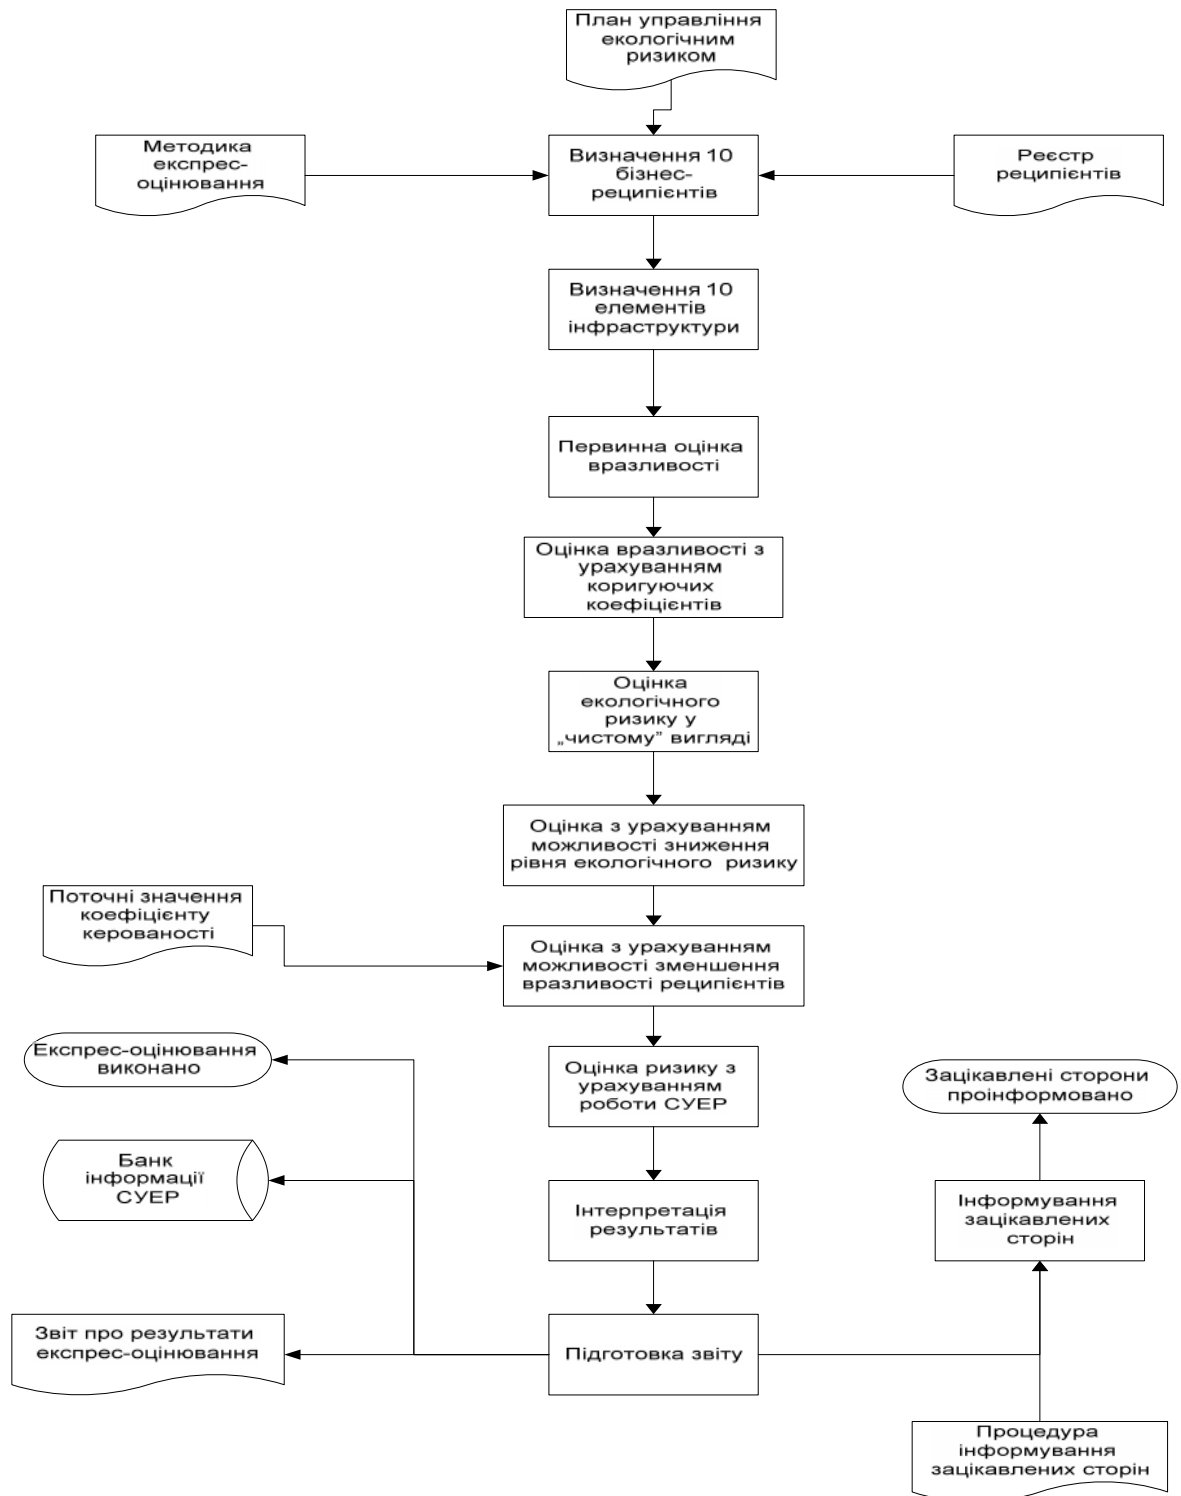 План управління
екологічним
ризиком
Методика
експрес-
оцінювання
Визначення 10
бізнес-
реципієнтів
Реєстр
реципієнтів
Визначення 10
елементів
інфраструктури
Первинна оцінка
вразливості
Оцінка вразливості з
урахуванням
коригуючих
коефіцієнтів
Оцінка
екологічного
ризику у
„чистому” вигляді
Оцінка з урахуванням
можливості зниження
рівня екологічного ризику
Поточні значення
коефіцієнту
керованості
Оцінка з урахуванням
можливості зменшення
вразливості реципієнтів
Експрес-оцінювання
виконано
Оцінка ризику з
урахуванням
роботи СУЕР
Зацікавлені сторони
проінформовано
Банк
інформації
СУЕР
Інтерпретація
результатів
Інформування
зацікавлених
сторін
Звіт про результати
експрес-оцінювання
Підготовка звіту
Процедура
інформування
зацікавлених сторін